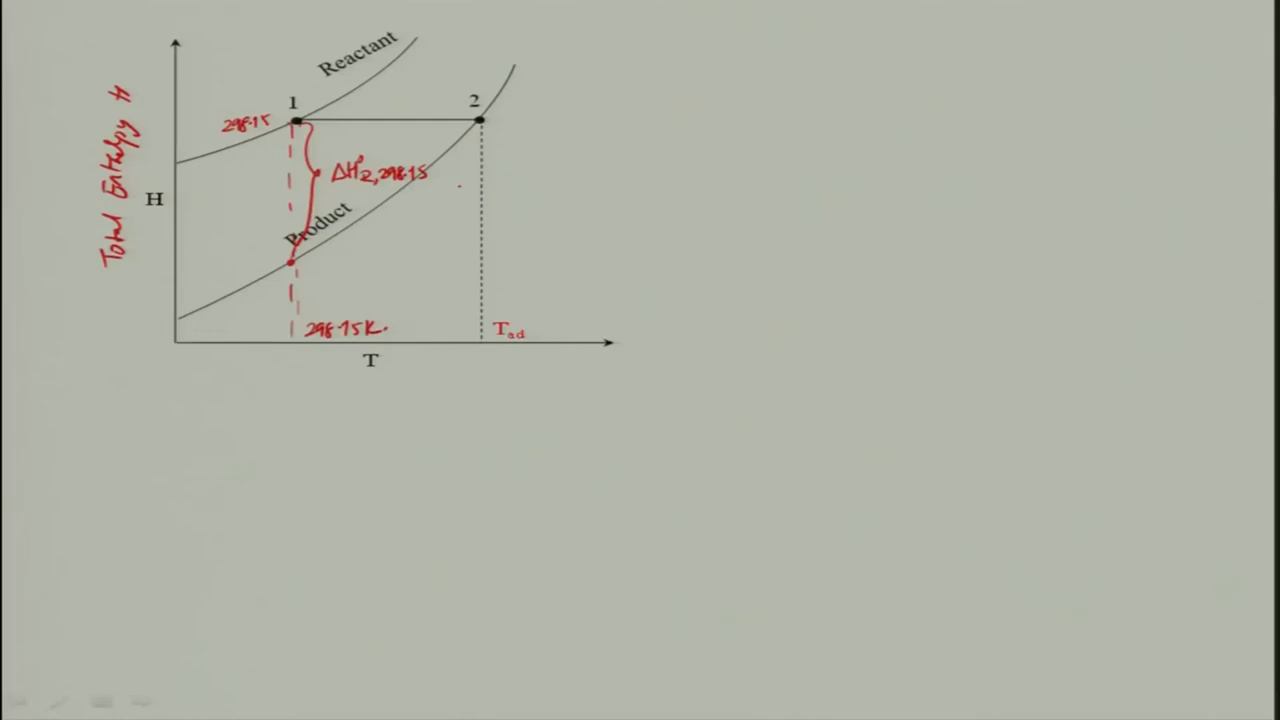 Reactant
1
2
298.15
Total Enthalpy H
ΔH°2,298.15
H
Product
298.15K.
Tad
T